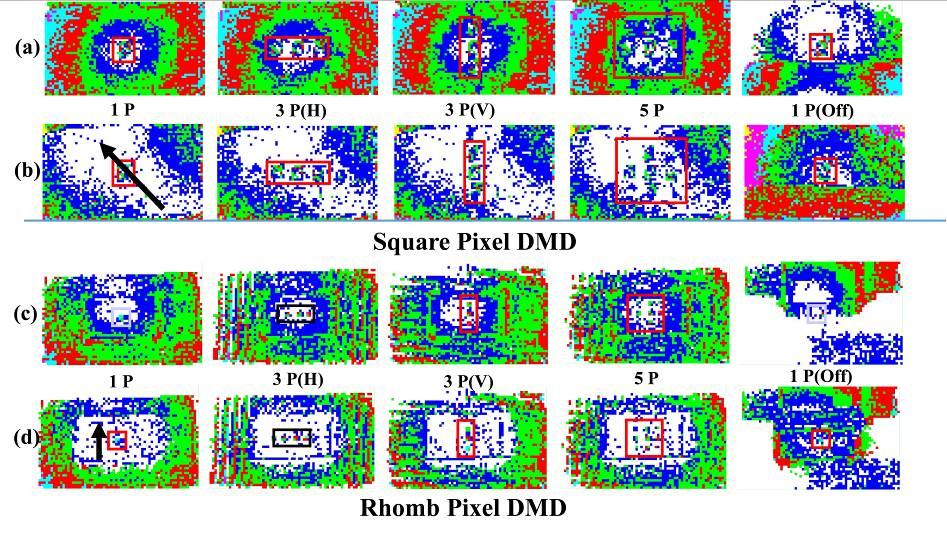 (a)
1 P 3 P(H) 3 P(V) 5 P 1 P(Off)
(b)
Square Pixel DMD
(c)
1 P 3 P(H) 3 P(V) 5 P 1 P(Off)
(d)
Rhomb Pixel DMD